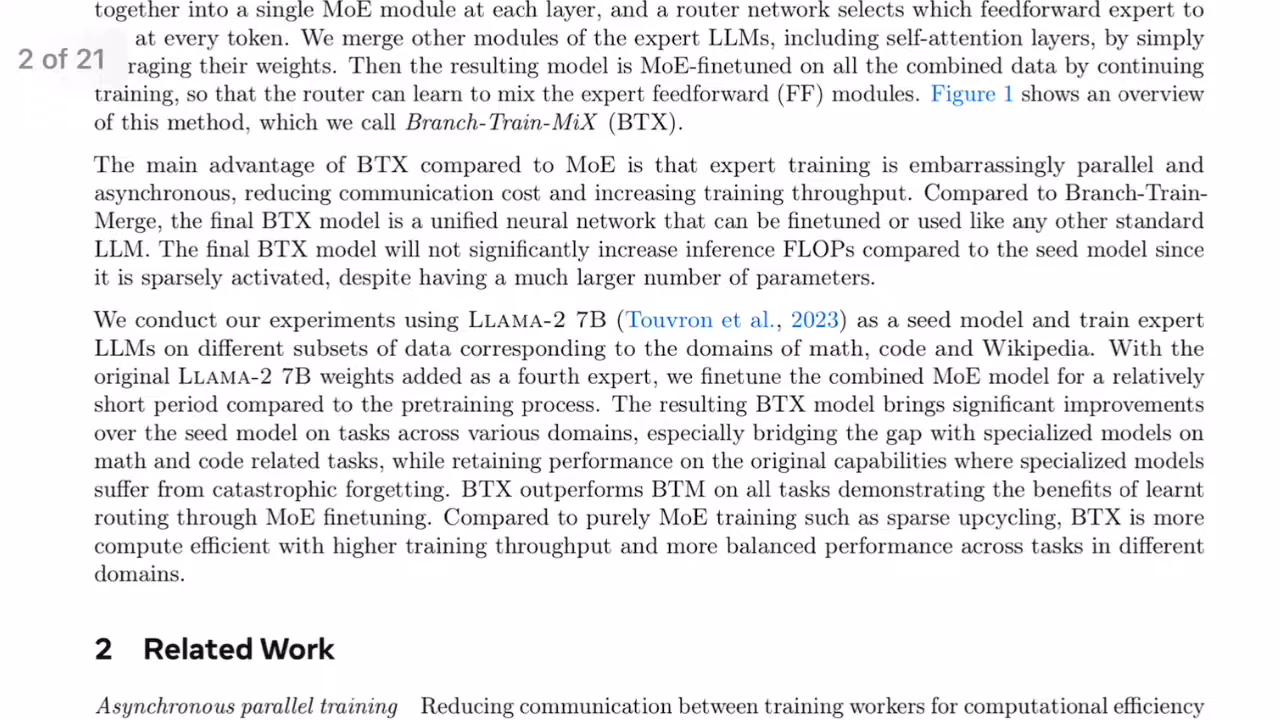 together into a single MoE module at each layer, and a router network selects which feedforward expert to
2 of 21
at every token. We merge other modules of the expert LLMs, including self-attention layers, by simply
raging their weights. Then the resulting model is MoE-finetuned on all the combined data by continuing
training, so that the router can learn to mix the expert feedforward (FF) modules. Figure 1 shows an overview
of this method, which we call Branch-Train-MiX (BTX).
The main advantage of BTX compared to MoE is that expert training is embarrassingly parallel and
asynchronous, reducing communication cost and increasing training throughput. Compared to Branch-Train-
Merge, the final BTX model is a unified neural network that can be finetuned or used like any other standard
LLM. The final BTX model will not significantly increase inference FLOPs compared to the seed model since
it is sparsely activated, despite having a much larger number of parameters.
We conduct our experiments using LLAMA-2 7B (Touvron et al., 2023) as a seed model and train expert
LLMs on different subsets of data corresponding to the domains of math, code and Wikipedia. With the
original LLAMA-2 7B weights added as a fourth expert, we finetune the combined MoE model for a relatively
short period compared to the pretraining process. The resulting BTX model brings significant improvements
over the seed model on tasks across various domains, especially bridging the gap with specialized models on
math and code related tasks, while retaining performance on the original capabilities where specialized models
suffer from catastrophic forgetting. BTX outperforms BTM on all tasks demonstrating the benefits of learnt
routing through MoE finetuning. Compared to purely MoE training such as sparse upcycling, BTX is more
compute efficient with higher training throughput and more balanced performance across tasks in different
domains.
2 Related Work
Asynchronous parallel training Reducing communication between training workers for computational efficiency